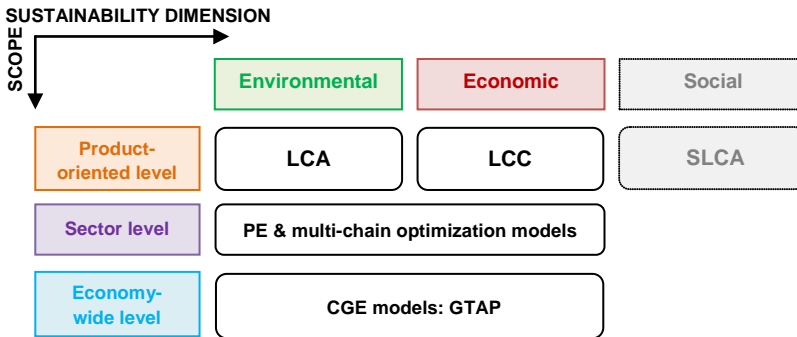 SUSTAINABILITY DIMENSION
SCOPE
Environmental
Economic
Social
Product-
oriented level
LCA
LCC
SLCA
Sector level
PE & multi-chain optimization models
Economy-
wide level
CGE models: GTAP